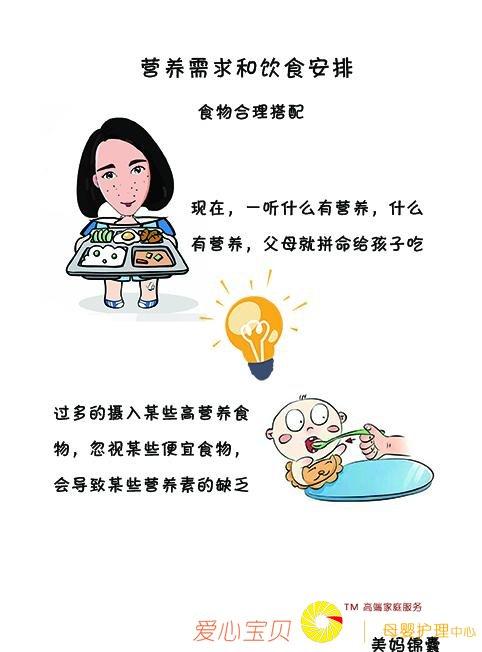 营养需求和饮食安排
食物合理搭配
现在，一听什么有营养，什么
有营养，父母就拼命给孩子吃
过多的摄入某些高营养食
物，忽视某些便宜食物，
会导致某些营养素的缺乏
TM 高端家庭服务
爱心宝贝
母婴护理中心
美妈锦囊